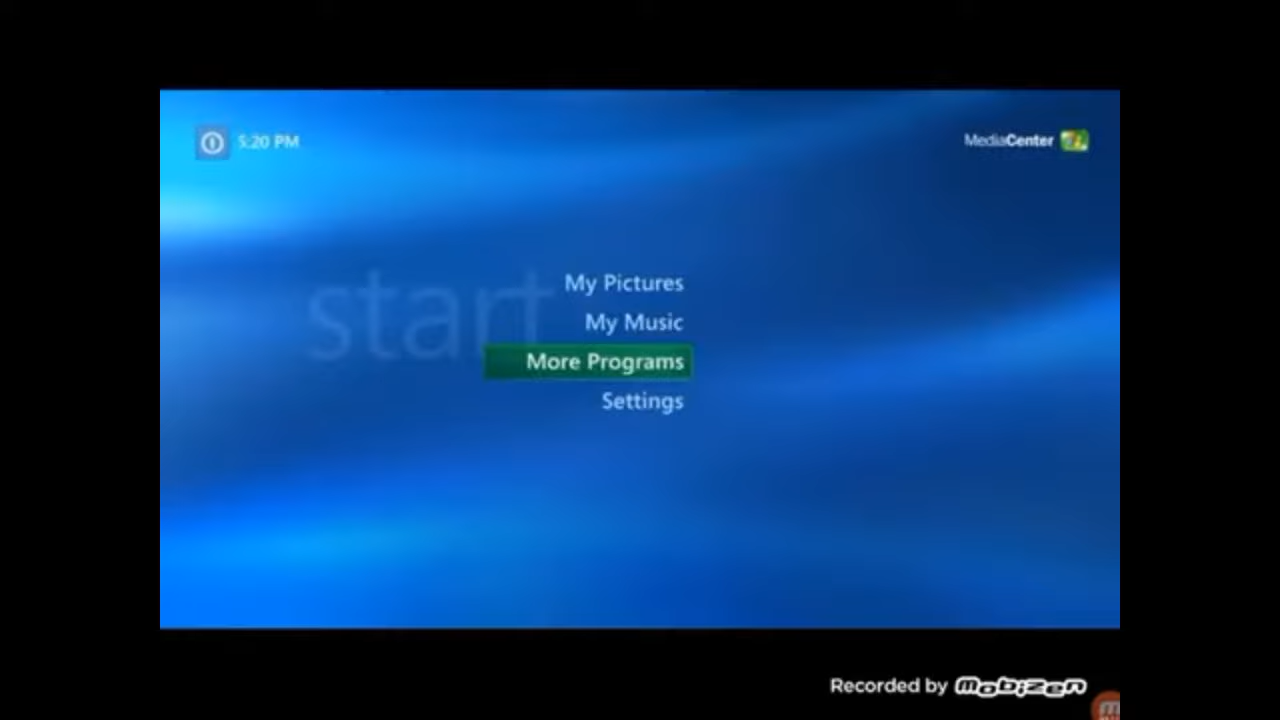 5:20 PM
MediaCenter
start
My Pictures
My Music
More Programs
Settings
Recorded by MOBIZEN